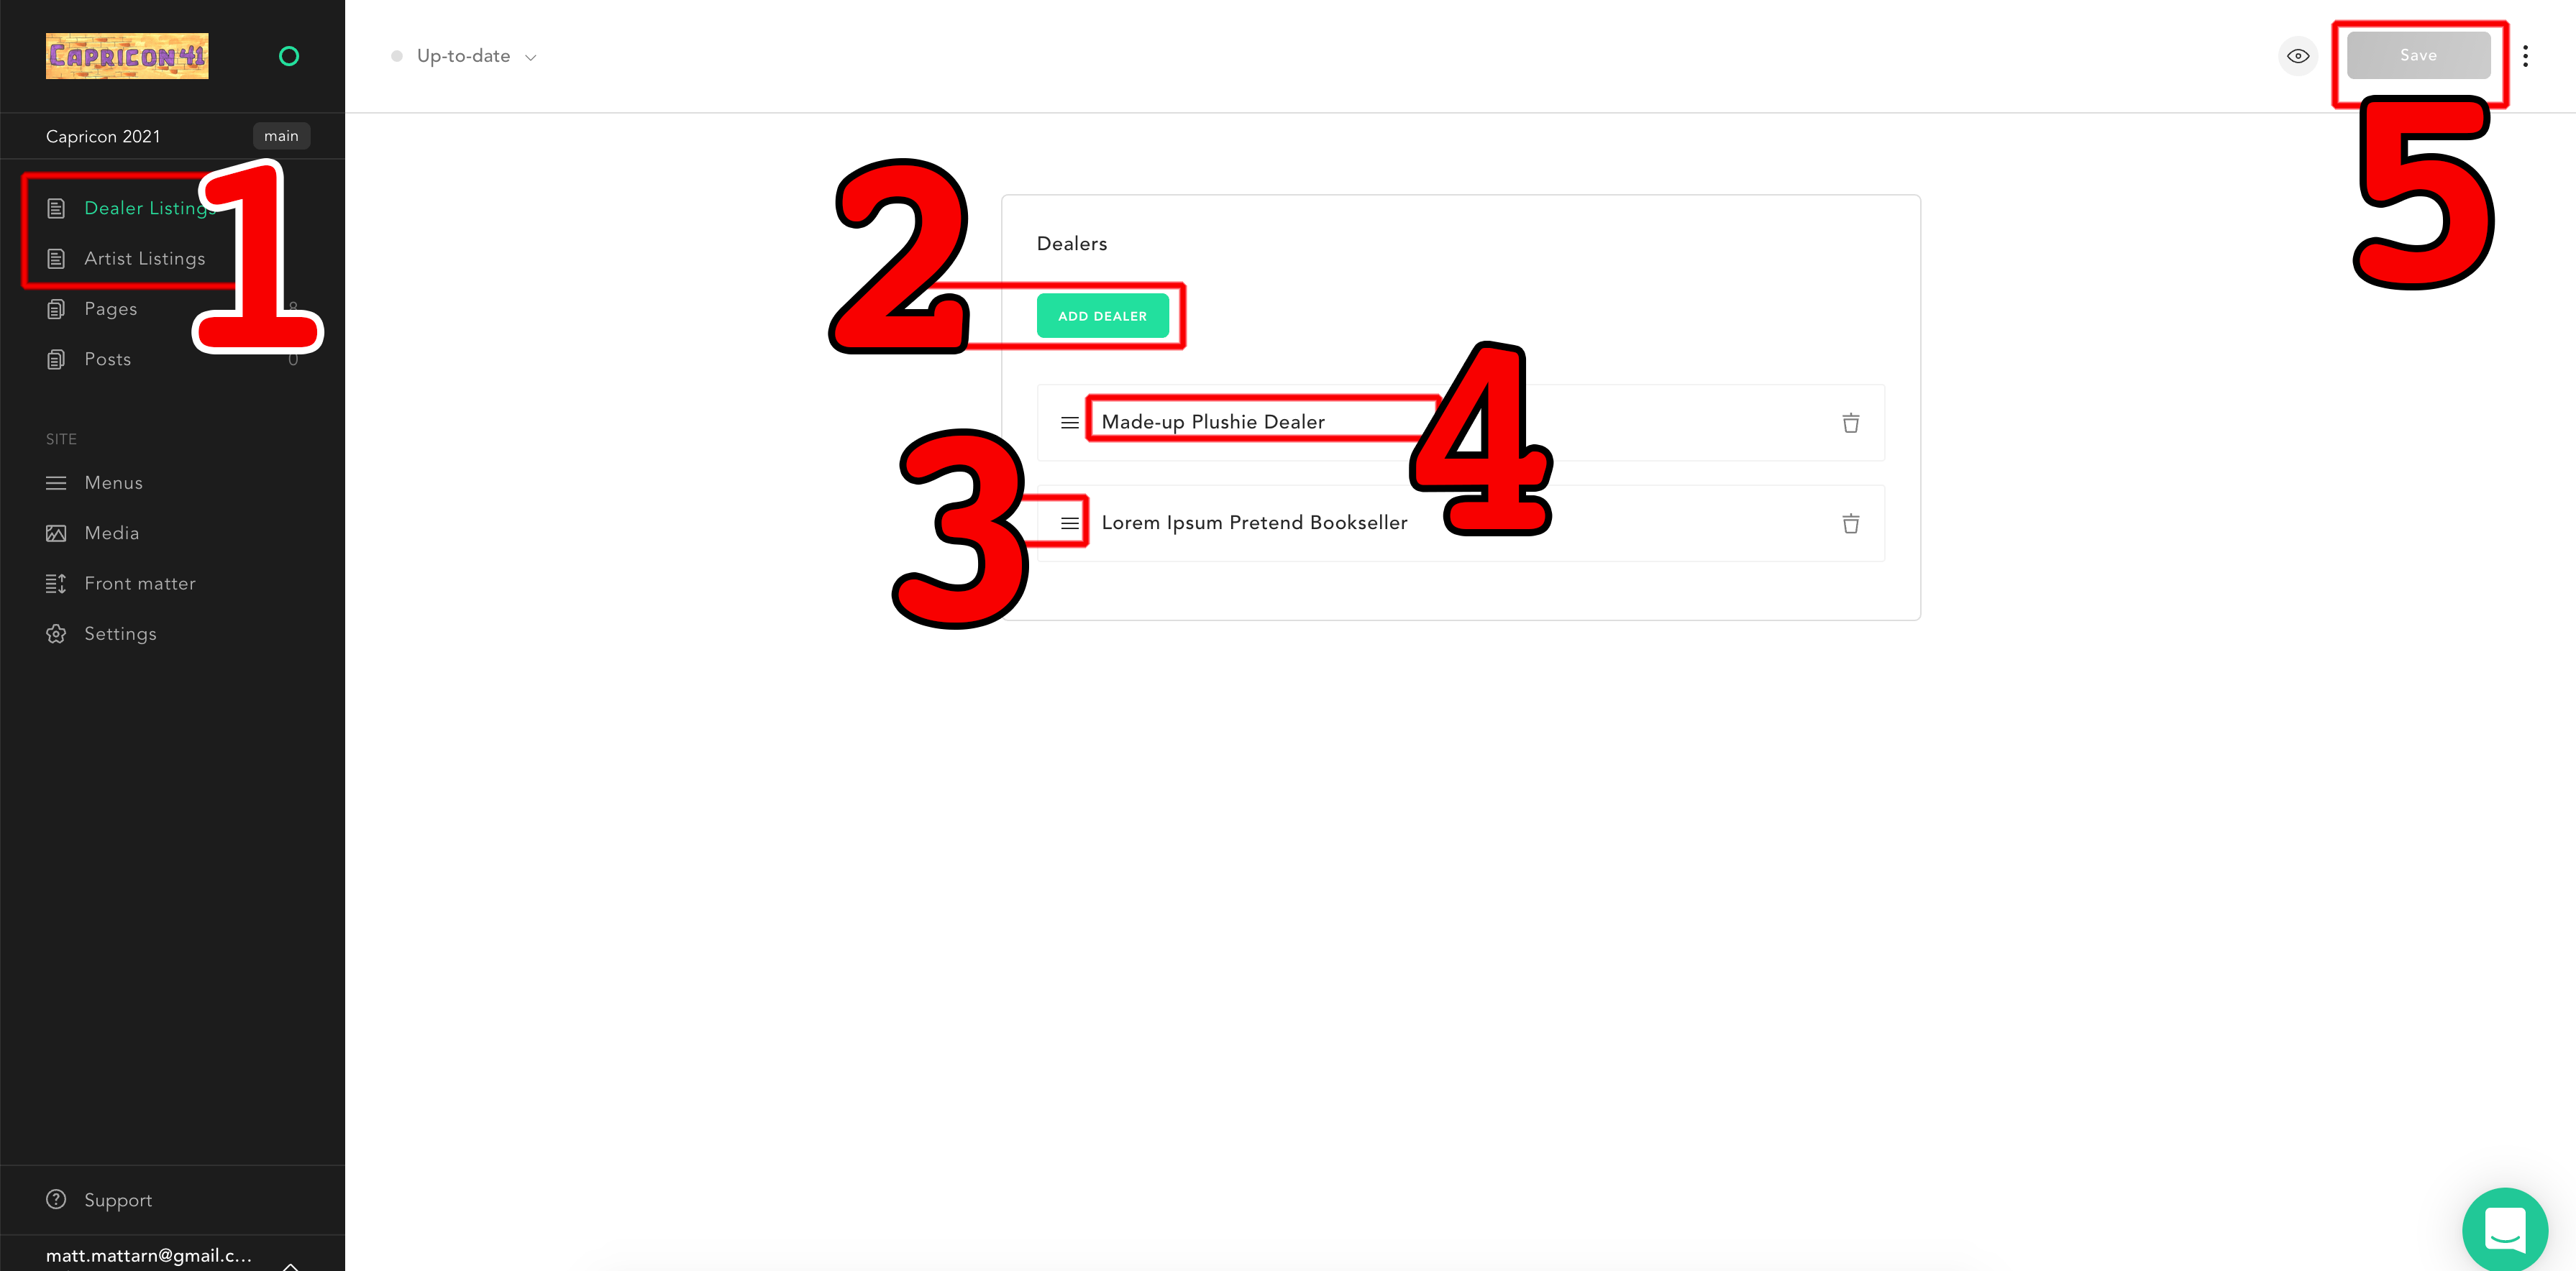 CAPRICON 41
Up-to-date
Save
Capricon 2021
main
1
Dealer Listings
Artist Listings
Pages
8
Posts
0
SITE
Menus
Media
Front matter
Settings
Support
matt.mattarn@gmail.c...
2
Dealers
ADD DEALER
Made-up Plushie Dealer
4
3
Lorem Ipsum Pretend Bookseller
5